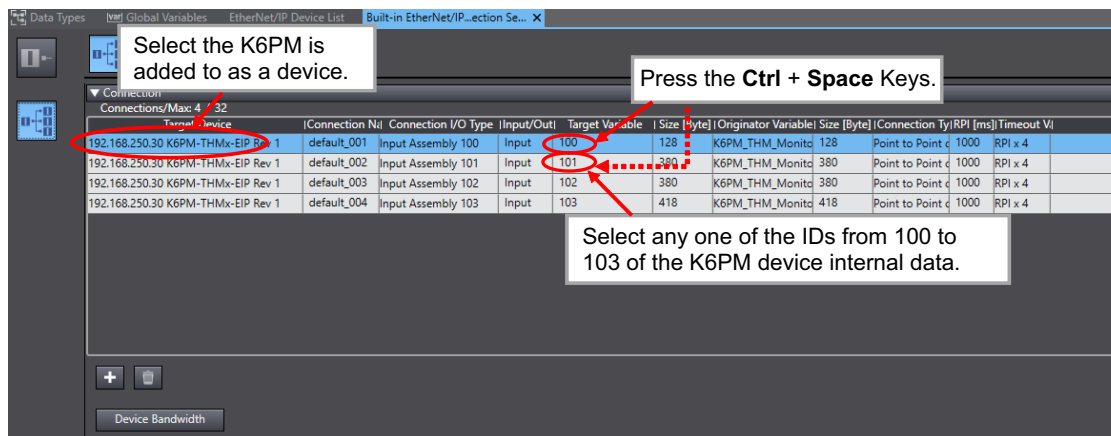 Data Types Global Variables EtherNet/IP Device List Built-in EtherNet/IP...ection Se... X
Select the K6PM is
added to as a device.
Press the Ctrl + Space Keys.
▼ Connection
Connections/Max: 4 / 32
Target Device |Connection Na| Connection I/O Type |Input/Out| Target Variable | Size [Byte]|Originator Variable| Size [Byte]|Connection Ty|RPI [ms]|Timeout V|
192.168.250.30 K6PM-THMx-EIP Rev 1 default_001 Input Assembly 100 Input 100 128 K6PM_THM_Monito 128 Point to Point c 1000 RPI x 4
192.168.250.30 K6PM-THMx-EIP Rev 1 default_002 Input Assembly 101 Input 101 380 K6PM_THM_Monito 380 Point to Point c 1000 RPI x 4
192.168.250.30 K6PM-THMx-EIP Rev 1 default_003 Input Assembly 102 Input 102 380 K6PM_THM_Monito 380 Point to Point c 1000 RPI x 4
192.168.250.30 K6PM-THMx-EIP Rev 1 default_004 Input Assembly 103 Input 103 418 K6PM_THM_Monito 418 Point to Point c 1000 RPI x 4
Select any one of the IDs from 100 to
103 of the K6PM device internal data.
+
Device Bandwidth